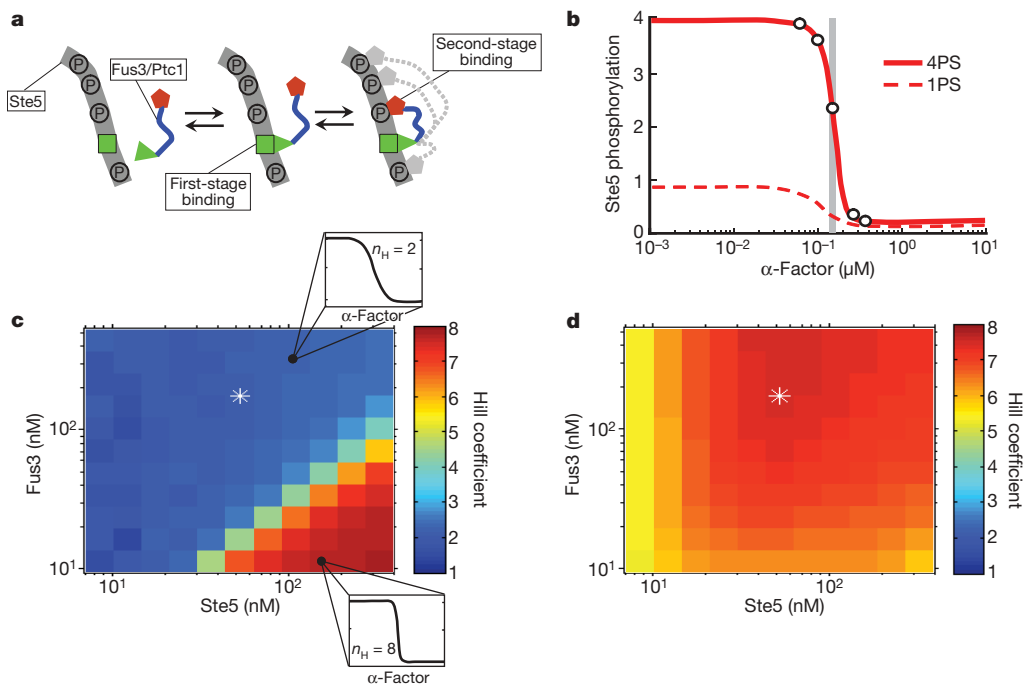 a
Ste5
Fus3/Ptc1
P P P P
P P P P
P P P P
First-stage
binding
Second-stage
binding
b
Ste5 phosphorylation
4
3
2
1
0
4PS
1PS
10⁻³ 10⁻² 10⁻¹ 10⁰ 10¹
α-Factor (µM)
c
nH = 2
α-Factor
Fus3 (nM)
10²
10¹
10¹ 10²
Ste5 (nM)
8
7
6
5
4
3
2
1
Hill coefficient
nH = 8
α-Factor
d
Fus3 (nM)
10²
10¹
10¹ 10²
Ste5 (nM)
8
7
6
5
4
3
2
1
Hill coefficient